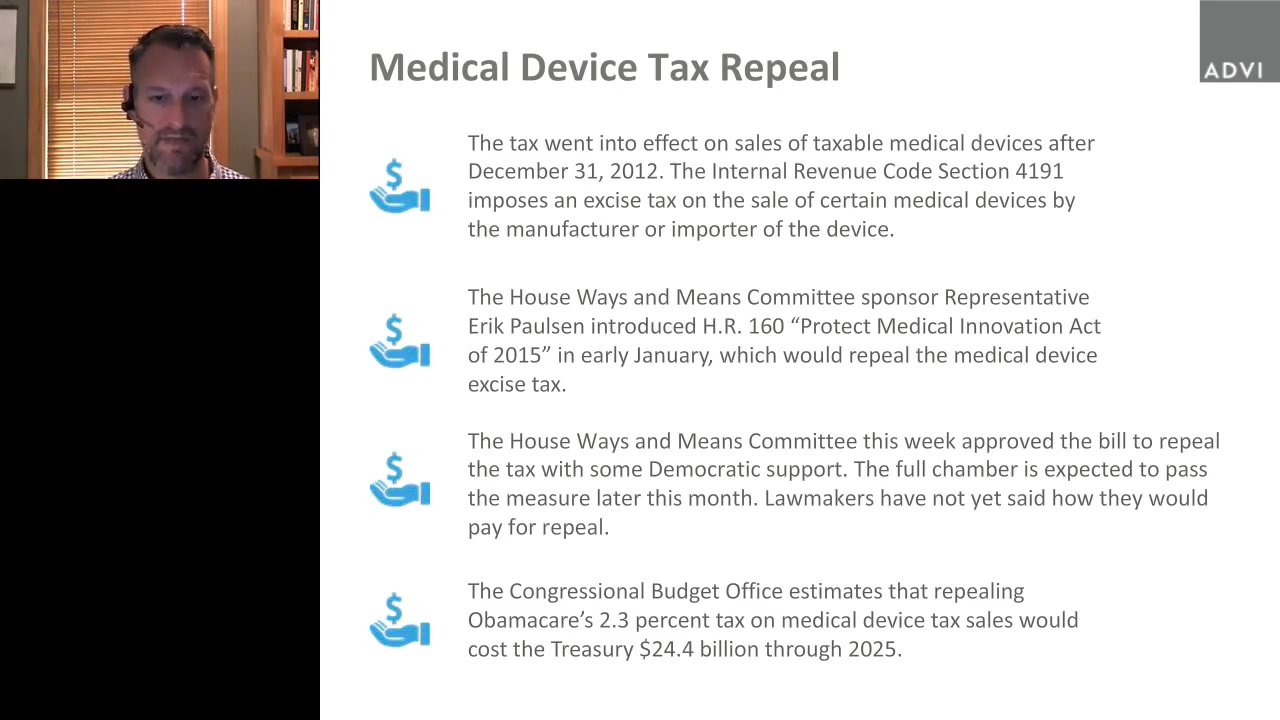 Medical Device Tax Repeal
ADVI
The tax went into effect on sales of taxable medical devices after
December 31, 2012. The Internal Revenue Code Section 4191
imposes an excise tax on the sale of certain medical devices by
the manufacturer or importer of the device.
The House Ways and Means Committee sponsor Representative
Erik Paulsen introduced H.R. 160 “Protect Medical Innovation Act
of 2015” in early January, which would repeal the medical device
excise tax.
The House Ways and Means Committee this week approved the bill to repeal
the tax with some Democratic support. The full chamber is expected to pass
the measure later this month. Lawmakers have not yet said how they would
pay for repeal.
The Congressional Budget Office estimates that repealing
Obamacare’s 2.3 percent tax on medical device tax sales would
cost the Treasury $24.4 billion through 2025.